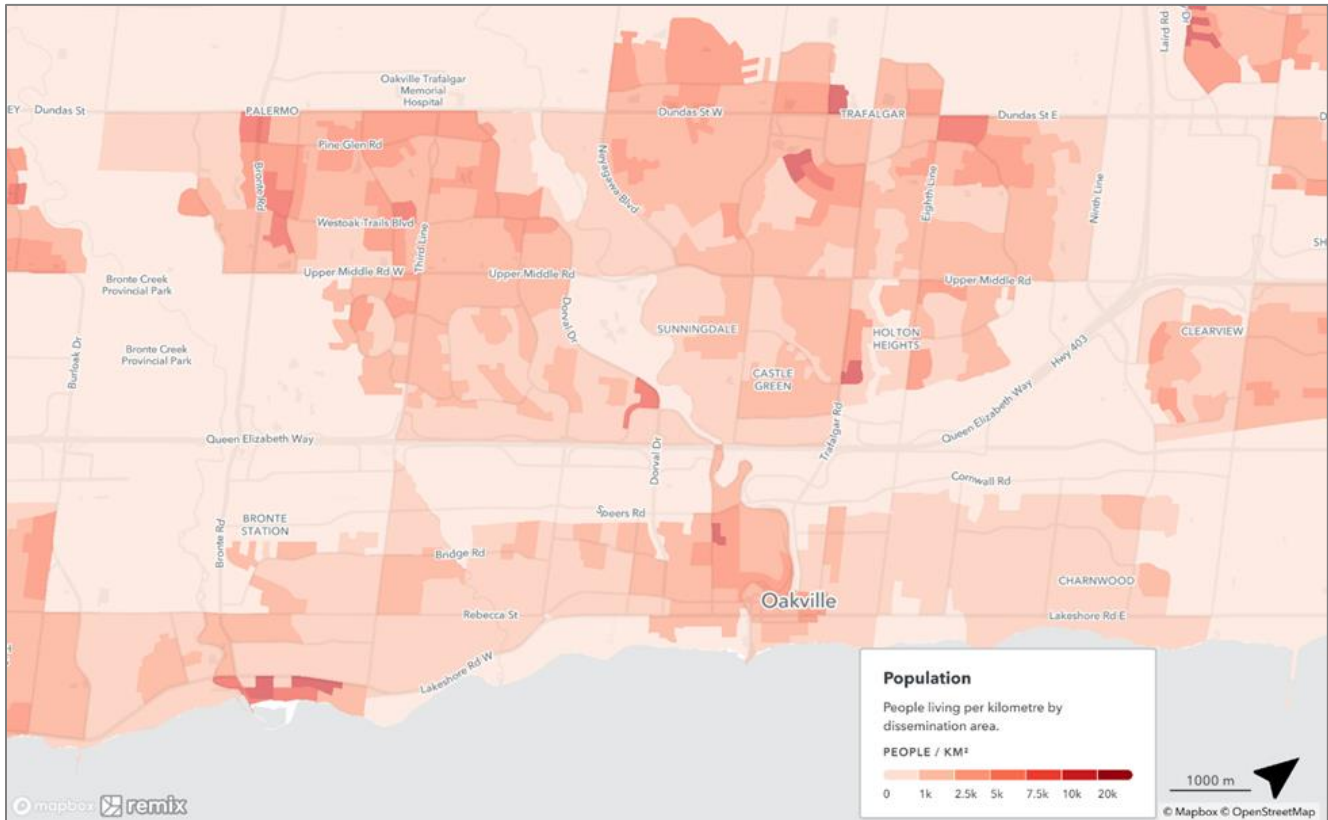 Laird Rd
Dr
Oakville Trafalgar
Memorial
Hospital
EY
Dundas St
PALERMO
Dundas St W
TRAFALGAR
Dundas St E
D
Pine Glen Rd
Bronte Rd
Neyagawa Blvd
Eighth Line
Ninth Line
Westoak Trails Blvd
Third Line
SH
Upper Middle Rd W
Upper Middle Rd
Upper Middle Rd
Bronte Creek
Provincial Park
Dorval Dr
SUNNINGDALE
HOLTON
HEIGHTS
CLEARVIEW
Hwy 403
Burloak Dr
Bronte Creek
Provincial Park
CASTLE
GREEN
Queen Elizabeth Way
Trafalgar Rd
Queen Elizabeth Way
Dorval Dr
Cornwall Rd
BRONTE
STATION
Speers Rd
Bronte Rd
Bridge Rd
CHARNWOOD
Oakville
Rebecca St
Lakeshore Rd E
H
Lakeshore Rd W
Population
People living per kilometre by
dissemination area.
PEOPLE / KM²
0 1k 2.5k 5k 7.5k 10k 20k
1000 m
mapbox remix
© Mapbox © OpenStreetMap